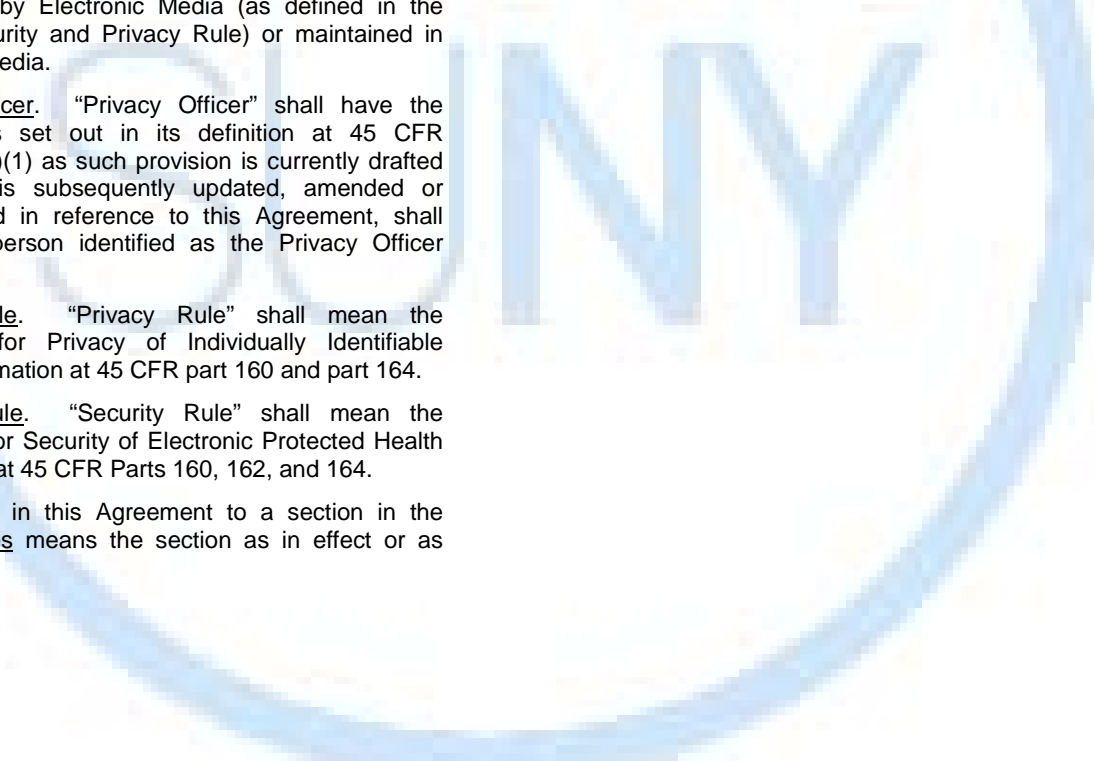 by Electronic Media (as defined in the
urity and Privacy Rule) or maintained in
edia.
cer. “Privacy Officer” shall have the
s set out in its definition at 45 CFR
)(1) as such provision is currently drafted
is subsequently updated, amended or
d in reference to this Agreement, shall
person identified as the Privacy Officer
le. “Privacy Rule” shall mean the
for Privacy of Individually Identifiable
mation at 45 CFR part 160 and part 164.
ule. “Security Rule” shall mean the
or Security of Electronic Protected Health
at 45 CFR Parts 160, 162, and 164.
in this Agreement to a section in the
es means the section as in effect or as
SUNY